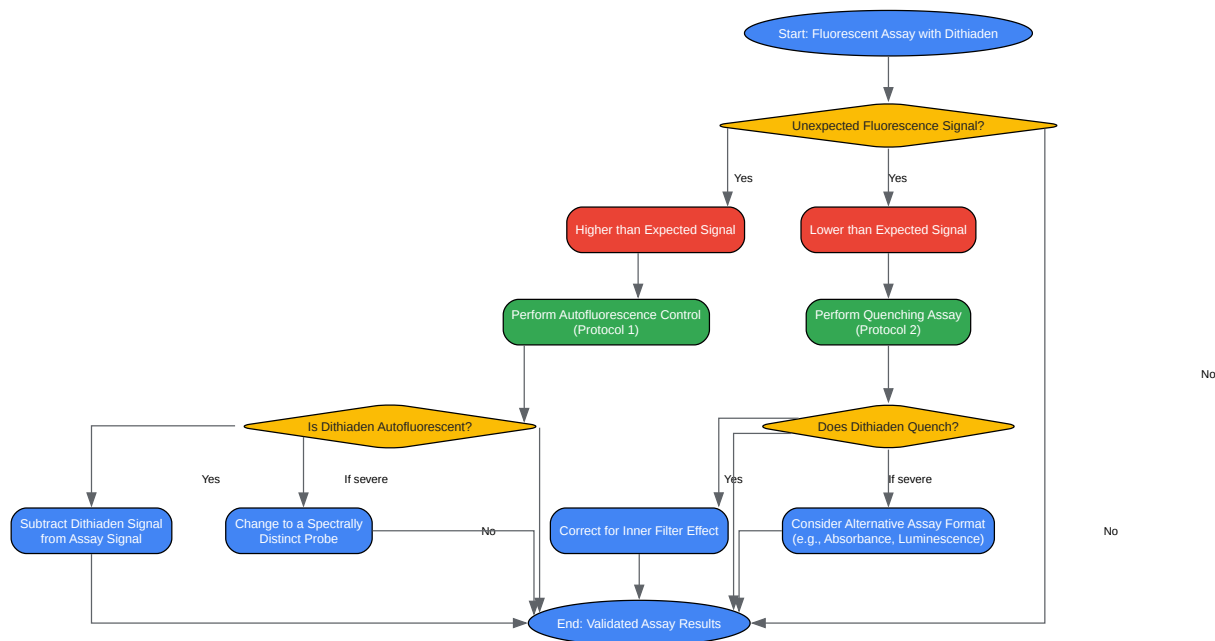 Start: Fluorescent Assay with Dithiaden
Unexpected Fluorescence Signal?
Yes
Yes
Higher than Expected Signal
Lower than Expected Signal
Perform Autofluorescence Control
(Protocol 1)
Perform Quenching Assay
(Protocol 2)
No
Is Dithiaden Autofluorescent?
Does Dithiaden Quench?
Yes
If severe
Yes
If severe
Subtract Dithiaden Signal
from Assay Signal
Change to a Spectrally
Distinct Probe
No
Correct for Inner Filter Effect
Consider Alternative Assay Format
(e.g., Absorbance, Luminescence)
No
End: Validated Assay Results